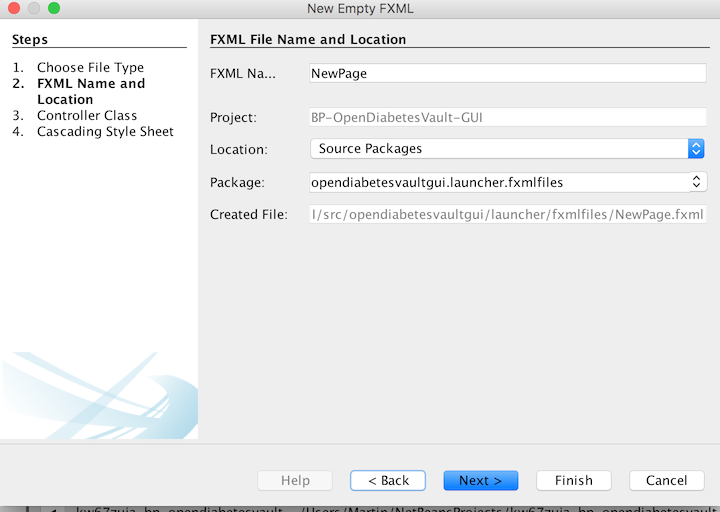 New Empty FXML
Steps
1. Choose File Type
2. FXML Name and
Location
3. Controller Class
4. Cascading Style Sheet
FXML File Name and Location
FXML Na... NewPage
Project: BP-OpenDiabetesVault-GUI
Location: Source Packages
Package: opendiabetesvaultgui.launcher.fxmlfiles
Created File: I/src/opendiabetesvaultgui/launcher/fxmlfiles/NewPage.fxml
Help < Back Next > Finish Cancel